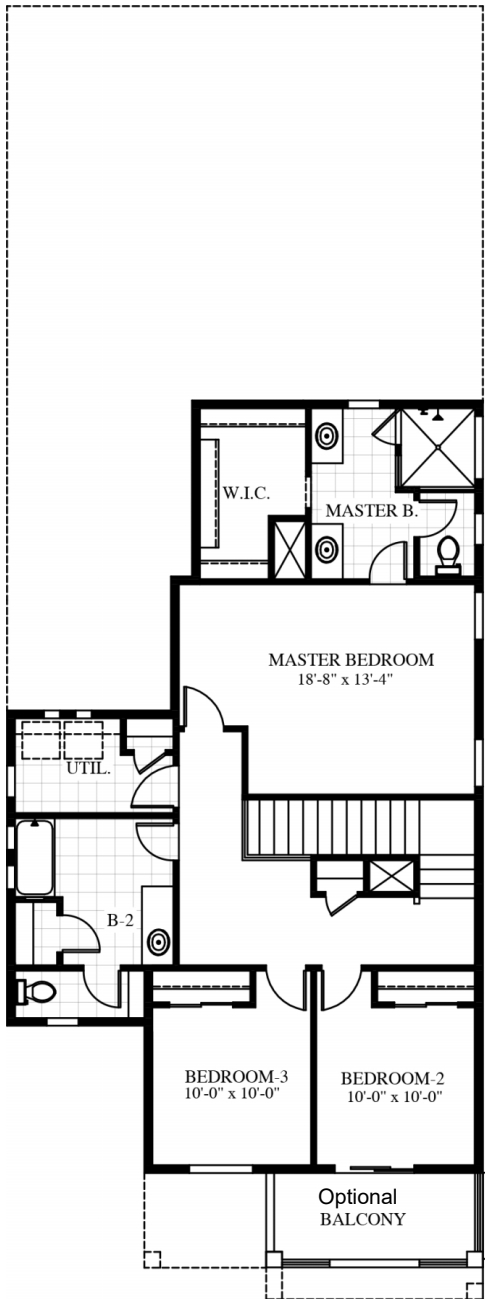 W.I.C.
MASTER B.
MASTER BEDROOM
18'-8" x 13'-4"
UTIL.
B-2
BEDROOM-3
10'-0" x 10'-0"
BEDROOM-2
10'-0" x 10'-0"
Optional
BALCONY